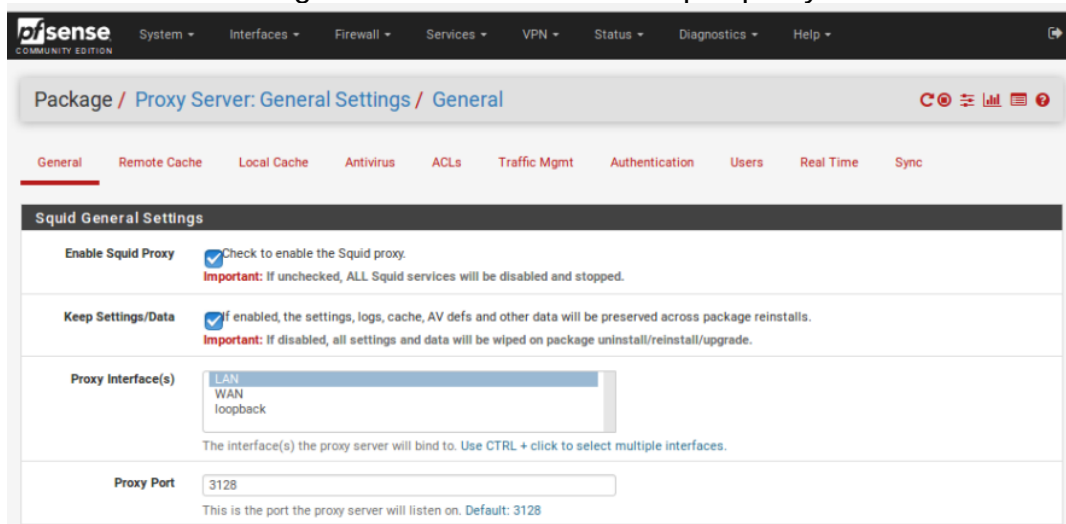 pfsense
COMMUNITY EDITION
System Interfaces Firewall Services VPN Status Diagnostics Help
Package / Proxy Server: General Settings / General
General Remote Cache Local Cache Antivirus ACLs Traffic Mgmt Authentication Users Real Time Sync
Squid General Settings
Enable Squid Proxy Check to enable the Squid proxy.
Important: If unchecked, ALL Squid services will be disabled and stopped.
Keep Settings/Data If enabled, the settings, logs, cache, AV defs and other data will be preserved across package reinstalls.
Important: If disabled, all settings and data will be wiped on package uninstall/reinstall/upgrade.
Proxy Interface(s) LAN
WAN
loopback
The interface(s) the proxy server will bind to. Use CTRL + click to select multiple interfaces.
Proxy Port 3128
This is the port the proxy server will listen on. Default: 3128